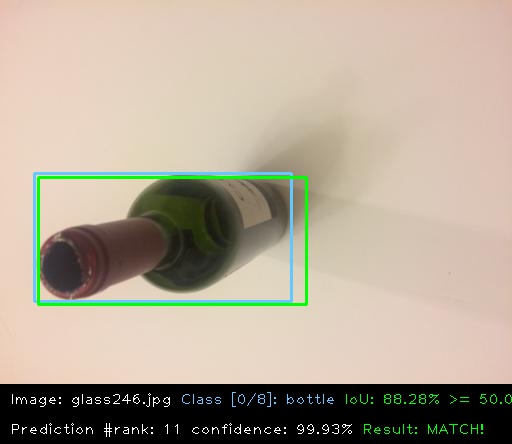 Image: glass246.jpg Class [0/8]: bottle IoU: 88.28% >= 50.0
Prediction #rank: 11 confidence: 99.93% Result: MATCH!